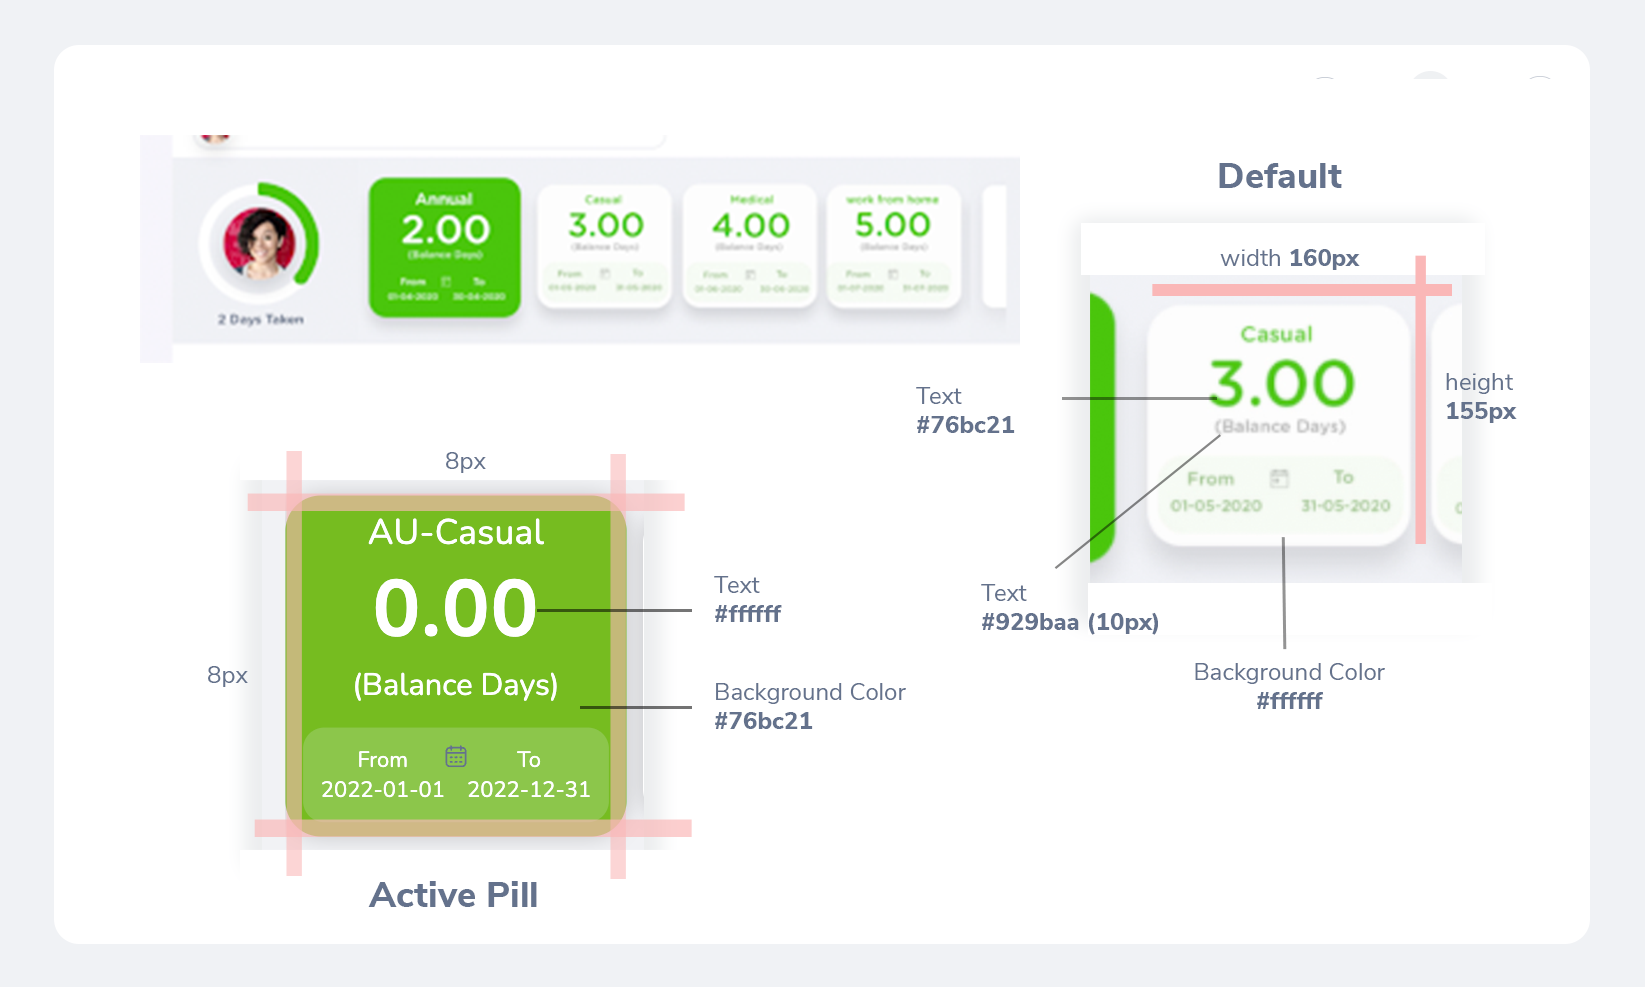 Annual
2.00
(Balance Days)
From To
01-04-2020 30-04-2020
Casual
3.00
(Balance Days)
From To
01-05-2020 31-05-2020
Medical
4.00
(Balance Days)
From To
01-06-2020 30-06-2020
work from home
5.00
(Balance Days)
From To
01-07-2020 31-07-2020
2 Days Taken
Default
width 160px
Casual
3.00
(Balance Days)
From To
01-05-2020 31-05-2020
height
155px
Text
#76bc21
Text
#929baa (10px)
Background Color
#ffffff
8px
8px
AU-Casual
0.00
(Balance Days)
From To
2022-01-01 2022-12-31
Text
#ffffff
Background Color
#76bc21
Active Pill